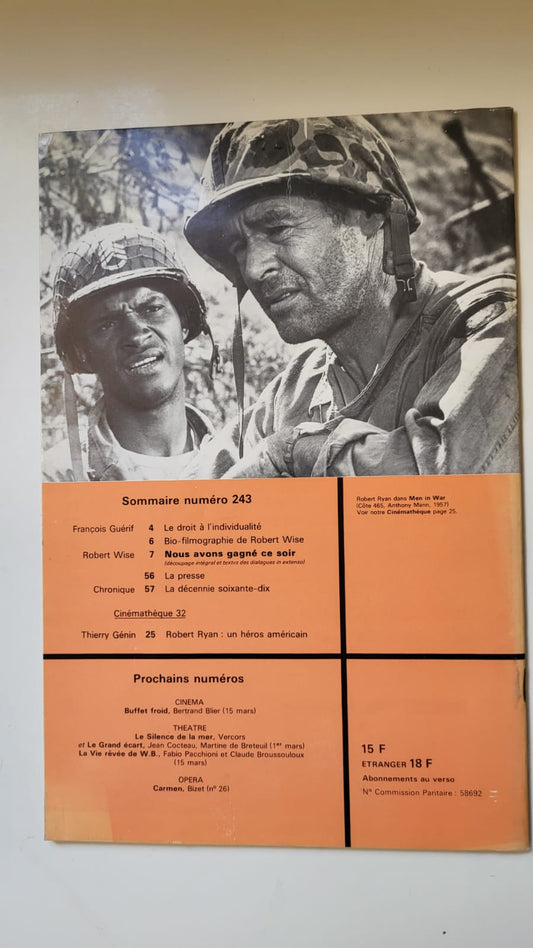 Sommaire numéro 243
François Guérif 4 Le droit à l'individualité
6 Bio-filmographie de Robert Wise
Robert Wise 7 Nous avons gagné ce soir
(découpage intégral et textes des dialogues in extenso)
56 La presse
Chronique 57 La décennie soixante-dix
Cinémathèque 32
Thierry Génin 25 Robert Ryan : un héros américain
Robert Ryan dans Men in War
(Côte 465, Anthony Mann, 1957)
Voir notre Cinémathèque page 25.
Prochains numéros
CINEMA
Buffet froid, Bertrand Blier (15 mars)
THEATRE
Le Silence de la mer, Vercors
et Le Grand écart, Jean Cocteau, Martine de Breteuil (1er mars)
La Vie rêvée de W.B., Fabio Pacchioni et Claude Broussouloux
(15 mars)
OPERA
Carmen, Bizet (n° 26)
15 F
ETRANGER 18 F
Abonnements au verso
N° Commission Paritaire : 58692